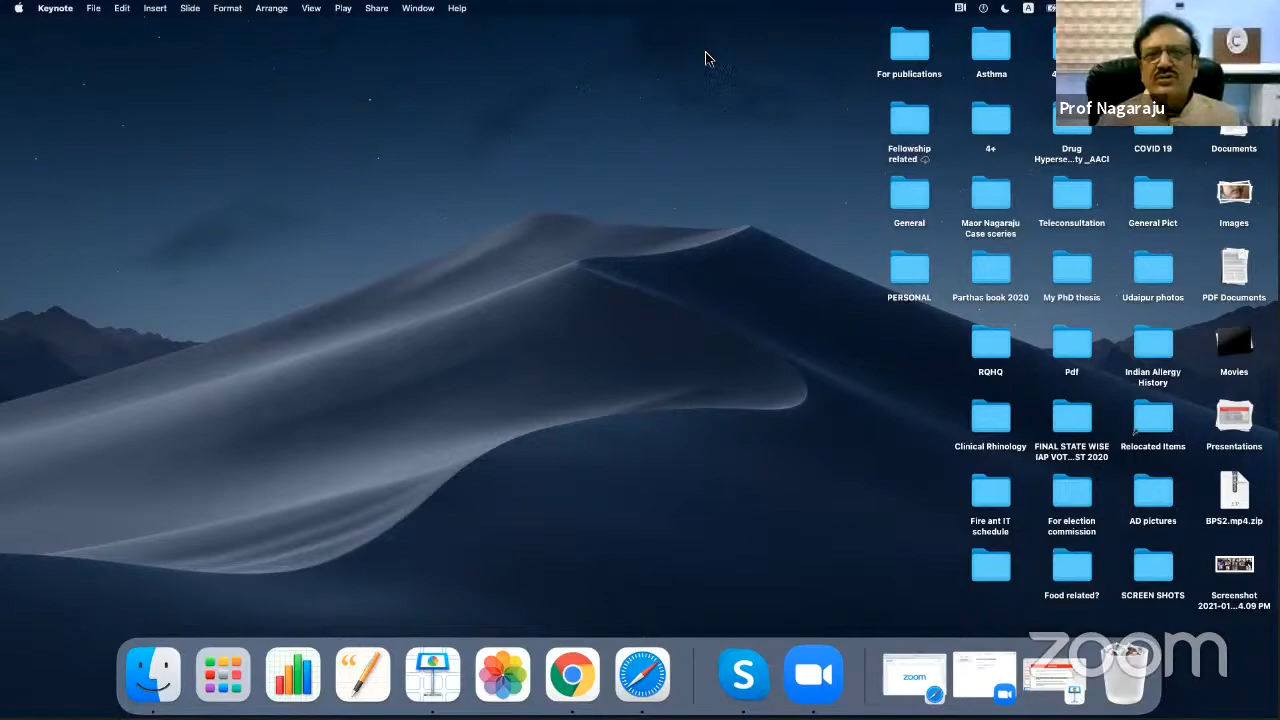 Keynote File Edit Insert Slide Format Arrange View Play Share Window Help
A
Prof Nagaraju
For publications
Asthma
Fellowship
related
4+
Drug
Hyperse...ty _AACI
COVID 19
Documents
General
Maor Nagaraju
Case sceries
Teleconsultation
General Pict
Images
PERSONAL
Parthas book 2020
My PhD thesis
Udaipur photos
PDF Documents
RQHQ
Pdf
Indian Allergy
History
Movies
Clinical Rhinology
FINAL STATE WISE
IAP VOT...ST 2020
Relocated Items
Presentations
Fire ant IT
schedule
For election
commission
AD pictures
BPS2.mp4.zip
Food related?
SCREEN SHOTS
Screenshot
2021-01...4.09 PM
S
zoom
zoom